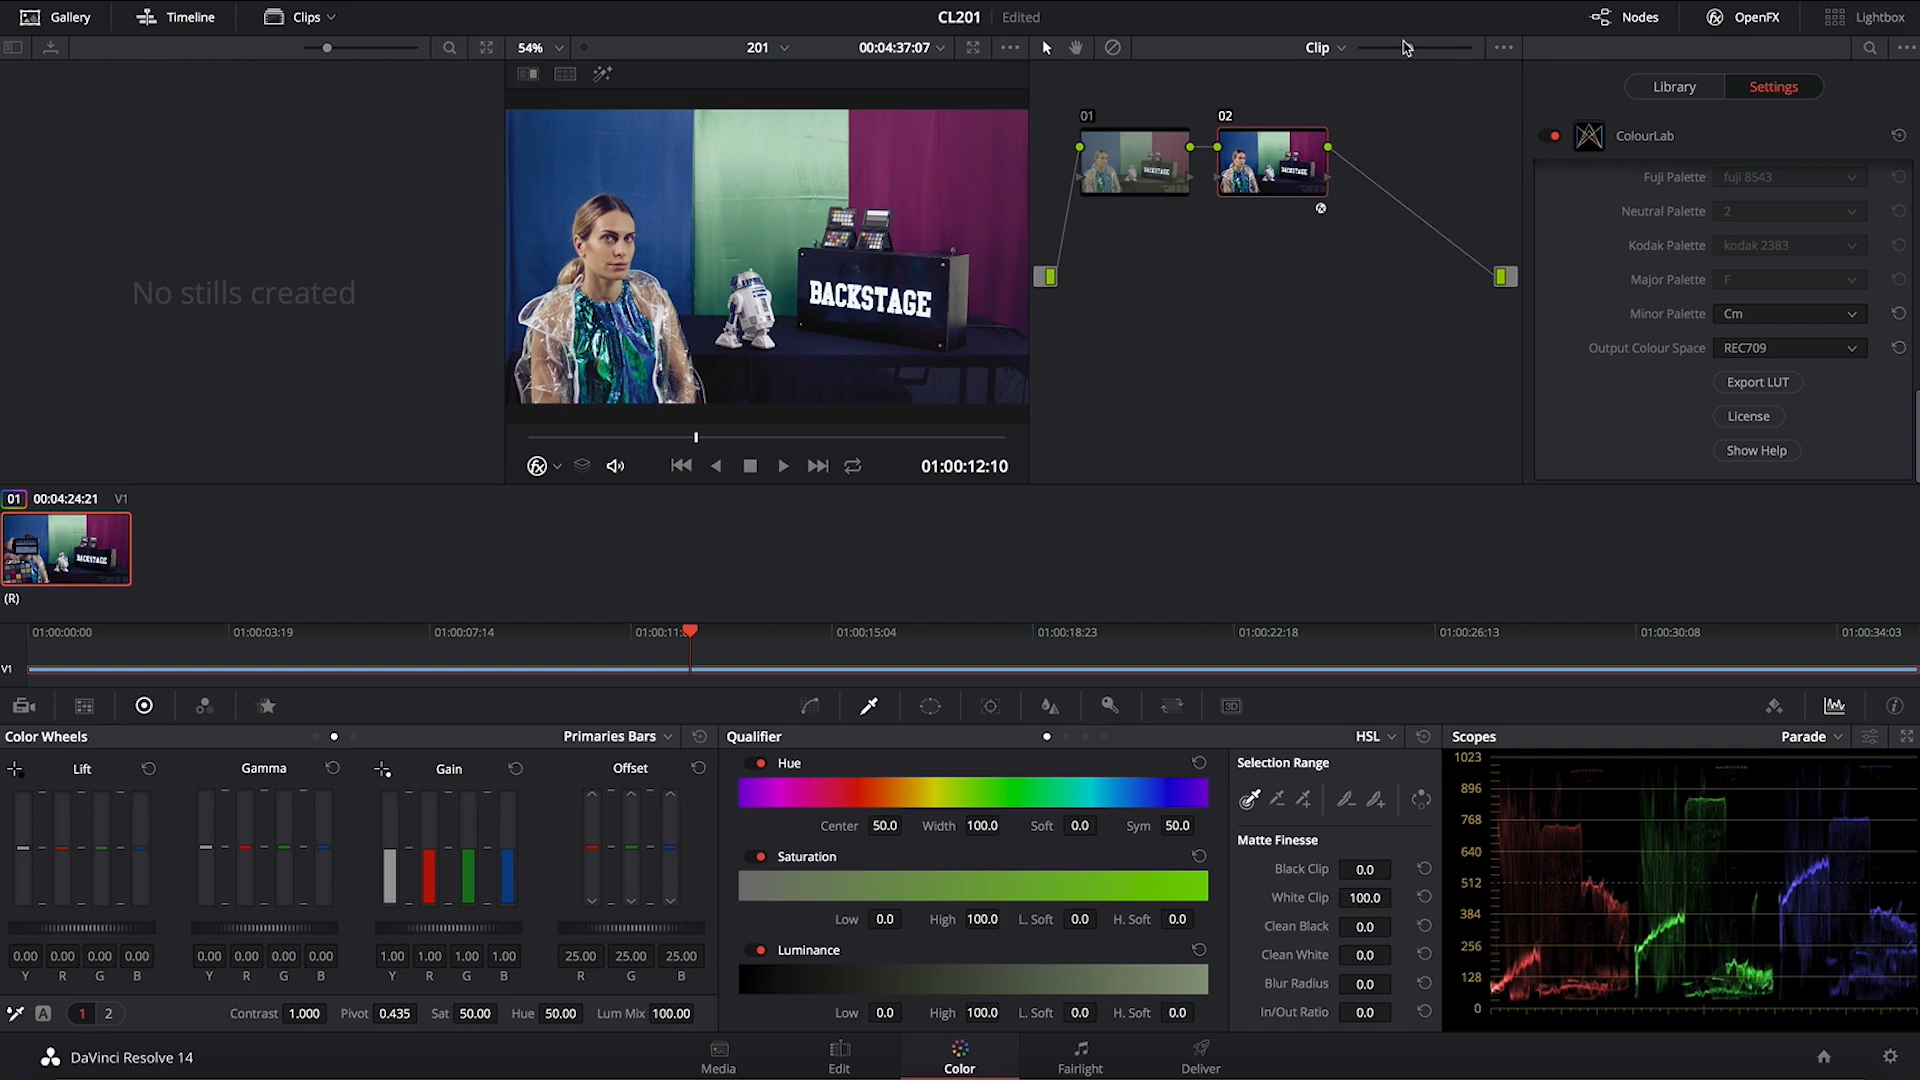 Gallery
Timeline
Clips
CL201
Edited
Nodes
OpenFX
Lightbox
54%
201
00:04:37:07
Clip
Library
Settings
No stills created
01
02
BACKSTAGE
BACKSTAGE
BACKSTAGE
ColourLab
Fuji Palette
fuji 8543
Neutral Palette
2
Kodak Palette
kodak 2383
Major Palette
F
Minor Palette
Cm
Output Colour Space
REC709
Export LUT
License
Show Help
01:00:12:10
01
00:04:24:21
V1
BACKSTAGE
(R)
01:00:00:00
01:00:03:19
01:00:07:14
01:00:11:
01:00:15:04
01:00:18:23
01:00:22:18
01:00:26:13
01:00:30:08
01:00:34:03
V1
3D
Color Wheels
Primaries Bars
Lift
Gamma
Gain
Offset
0.00 0.00 0.00 0.00
0.00 0.00 0.00 0.00
1.00 1.00 1.00 1.00
25.00 25.00 25.00
Y R G B
Y R G B
Y R G B
R G B
A
1
2
Contrast 1.000
Pivot 0.435
Sat 50.00
Hue 50.00
Lum Mix 100.00
Qualifier
HSL
Hue
Center 50.0
Width 100.0
Soft 0.0
Sym 50.0
Saturation
Low 0.0
High 100.0
L. Soft 0.0
H. Soft 0.0
Luminance
Low 0.0
High 100.0
L. Soft 0.0
H. Soft 0.0
Selection Range
Matte Finesse
Black Clip 0.0
White Clip 100.0
Clean Black 0.0
Clean White 0.0
Blur Radius 0.0
In/Out Ratio 0.0
Scopes
Parade
1023
896
768
640
512
384
256
128
0
DaVinci Resolve 14
Media
Edit
Color
Fairlight
Deliver